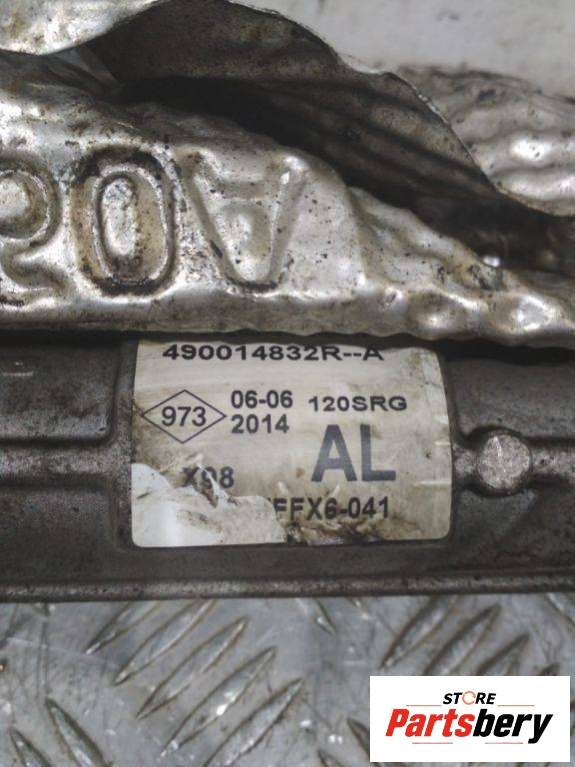 490014832R--A
973
06-06
2014
120SRG
AL
X98
FFX6-041
STORE
Partsbery